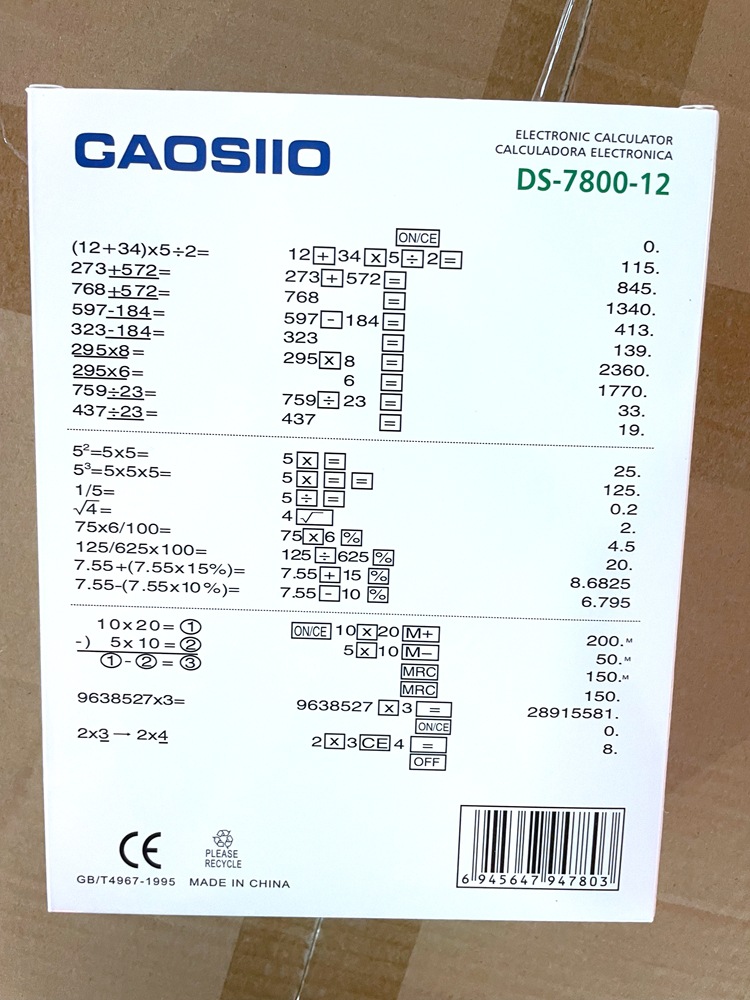 CAOSIIO
ELECTRONIC CALCULATOR
CALCULADORA ELECTRONICA
DS-7800-12
ON/CE 0.
(12+34)x5÷2= 12 + 34 x 5 ÷ 2 = 115.
273+572= 273 + 572 = 845.
768+572= 768 = 1340.
597-184= 597 - 184 = 413.
323-184= 323 = 139.
295x8= 295 x 8 = 2360.
295x6= 6 = 1770.
759÷23= 759 ÷ 23 = 33.
437÷23= 437 = 19.
5²=5x5= 5 x = 25.
5³=5x5x5= 5 x = = 125.
1/5= 5 ÷ = 0.2
√4= 4 √ 2.
75x6/100= 75 x 6 % 4.5
125/625x100= 125 ÷ 625 % 20.
7.55+(7.55x15%)= 7.55 + 15 % 8.6825
7.55-(7.55x10%)= 7.55 - 10 % 6.795
10x20=① ON/CE 10 x 20 M+ 200.M
-) 5x10=② 5 x 10 M− 50.M
①-②=③ MRC 150.M
MRC 150.
9638527x3= 9638527 x 3 = 28915581.
ON/CE 0.
2x3→2x4 2 x 3 CE 4 = 8.
OFF
CE
PLEASE
RECYCLE
GB/T4967-1995 MADE IN CHINA
6 945647 947803